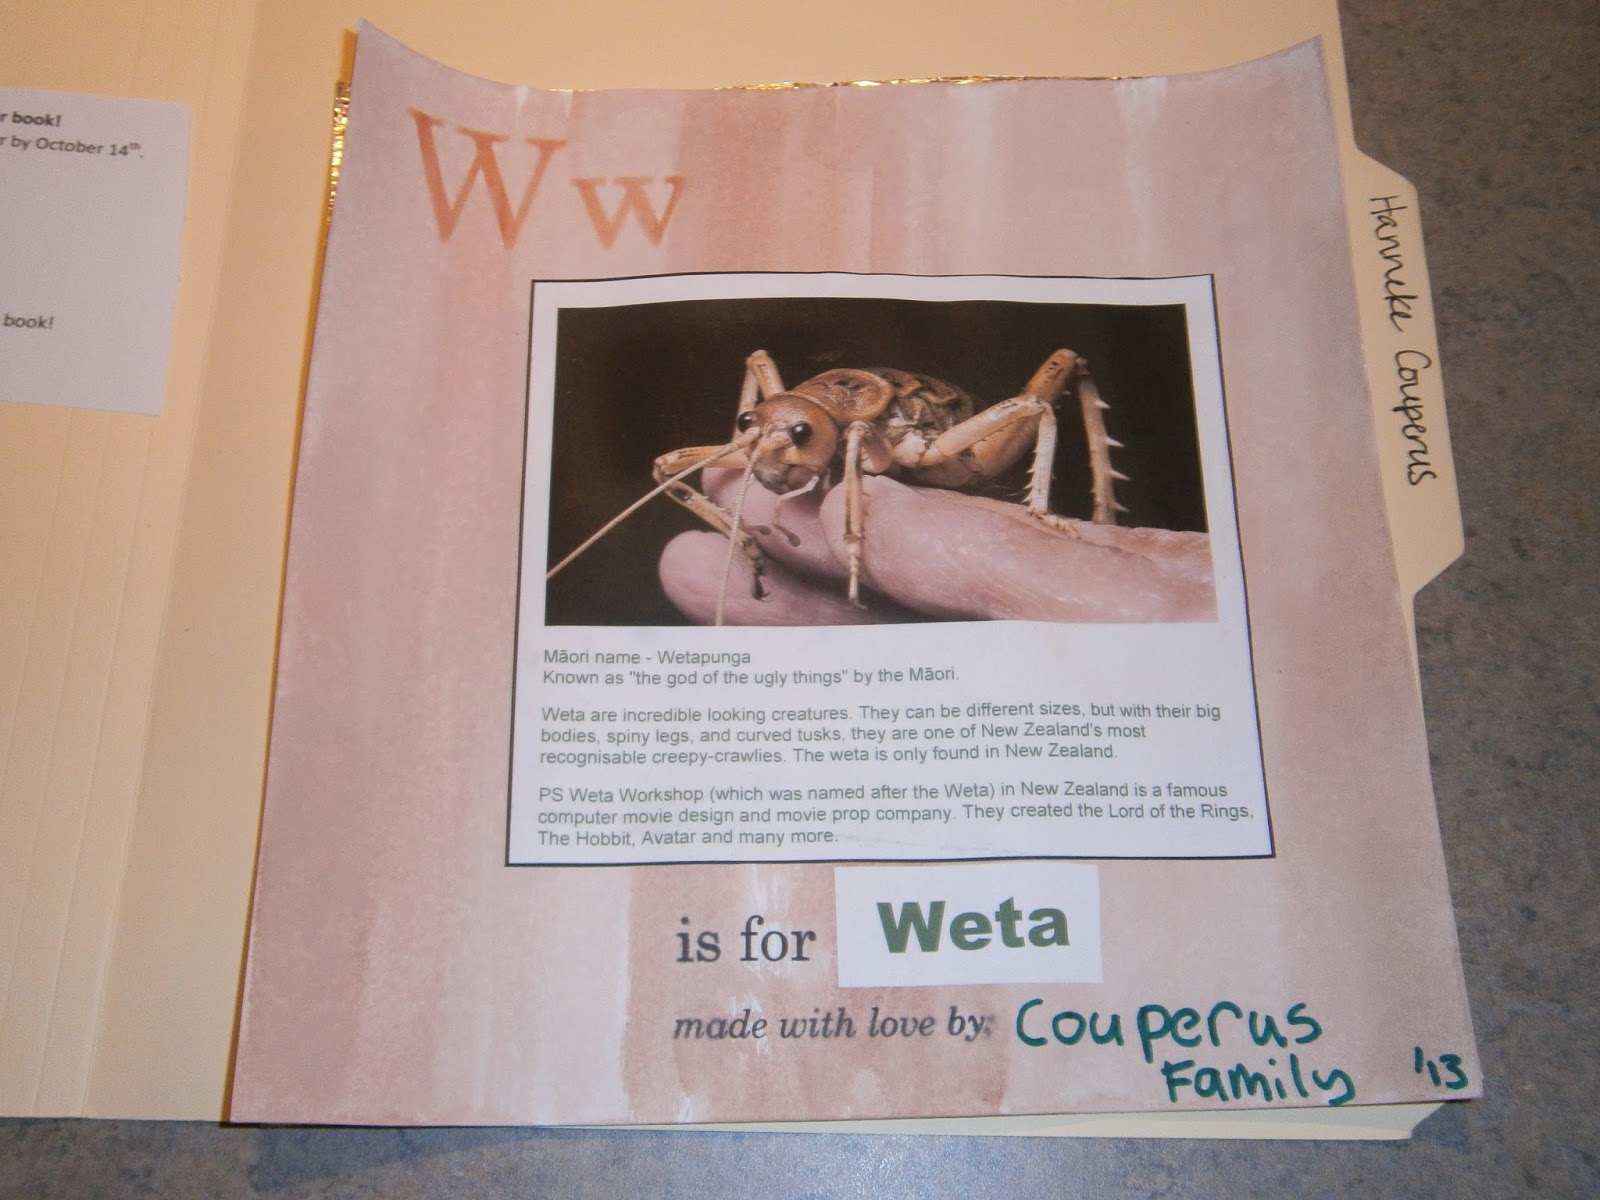 r book!
r by October 14th.
book!
Ww
Māori name - Wetapunga
Known as "the god of the ugly things" by the Māori.
Weta are incredible looking creatures. They can be different sizes, but with their big
bodies, spiny legs, and curved tusks, they are one of New Zealand's most
recognisable creepy-crawlies. The weta is only found in New Zealand.
PS Weta Workshop (which was named after the Weta) in New Zealand is a famous
computer movie design and movie prop company. They created the Lord of the Rings,
The Hobbit, Avatar and many more.
is for Weta
made with love by: Couperus
Family '13
Hanneke Couperus